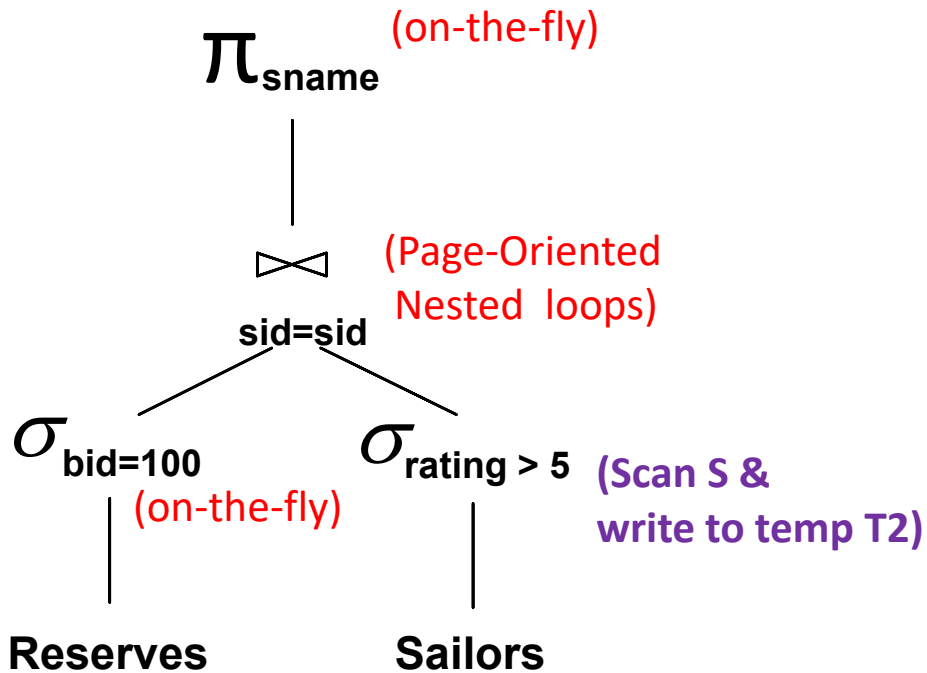 π sname (on-the-fly)
(Page-Oriented
Nested loops)
sid=sid
σ bid=100
(on-the-fly)
σ rating > 5
(Scan S &
write to temp T2)
Reserves
Sailors